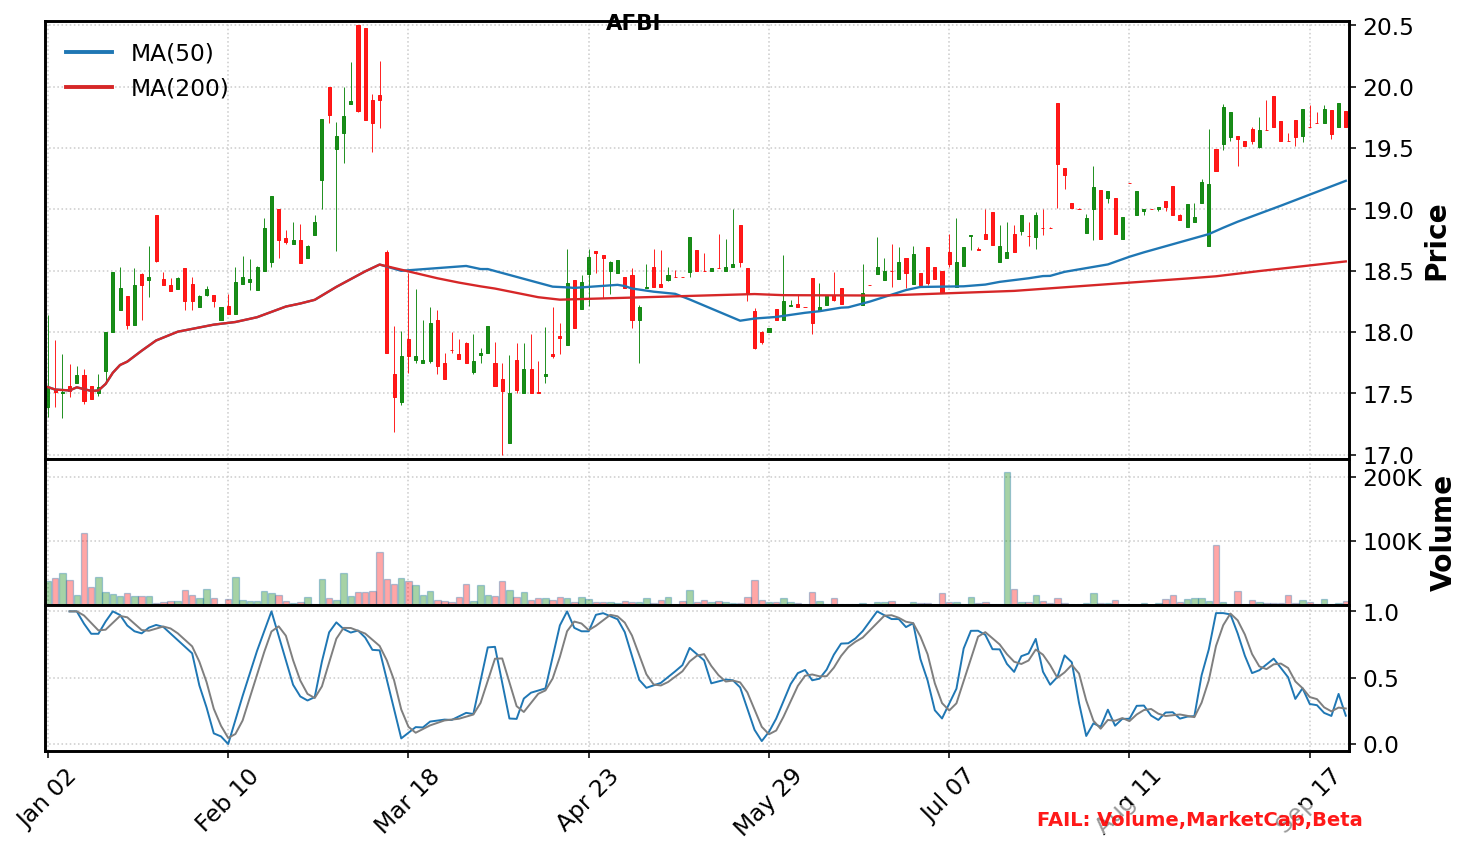 AFBI
MA(50)
MA(200)
20.5
20.0
19.5
19.0
18.5
18.0
17.5
17.0
Price
200K
100K
Volume
1.0
0.5
0.0
Jan 02
Feb 10
Mar 18
Apr 23
May 29
Jul 07
Aug 11
Sep 17
FAIL: Volume,MarketCap,Beta